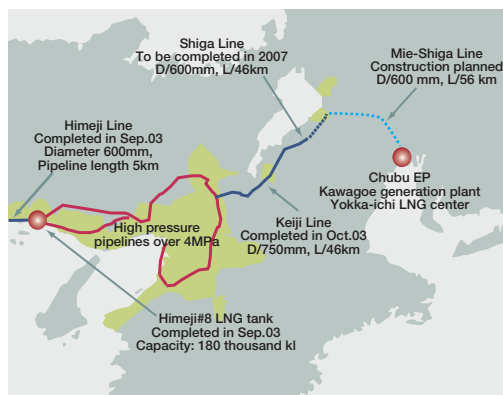 Shiga Line
To be completed in 2007
D/600mm, L/46km
Mie-Shiga Line
Construction planned
D/600 mm, L/56 km
Himeji Line
Completed in Sep.03
Diameter 600mm,
Pipeline length 5km
Chubu EP
Kawagoe generation plant
Yokka-ichi LNG center
High pressure
pipelines over 4MPa
Keiji Line
Completed in Oct.03
D/750mm, L/46km
Himeji#8 LNG tank
Completed in Sep.03
Capacity: 180 thousand kl